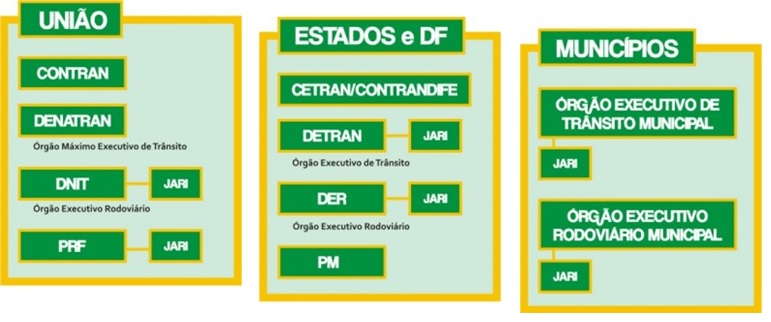 UNIÃO
CONTRAN
DENATRAN
Órgão Máximo Executivo de Trânsito
DNIT
JARI
Órgão Executivo Rodoviário
PRF
JARI
ESTADOS e DF
CETRAN/CONTRANDIFE
DETRAN
JARI
Órgão Executivo de Trânsito
DER
JARI
Órgão Executivo Rodoviário
PM
MUNICÍPIOS
ÓRGÃO EXECUTIVO DE
TRÂNSITO MUNICIPAL
JARI
ÓRGÃO EXECUTIVO
RODOVIÁRIO MUNICIPAL
JARI